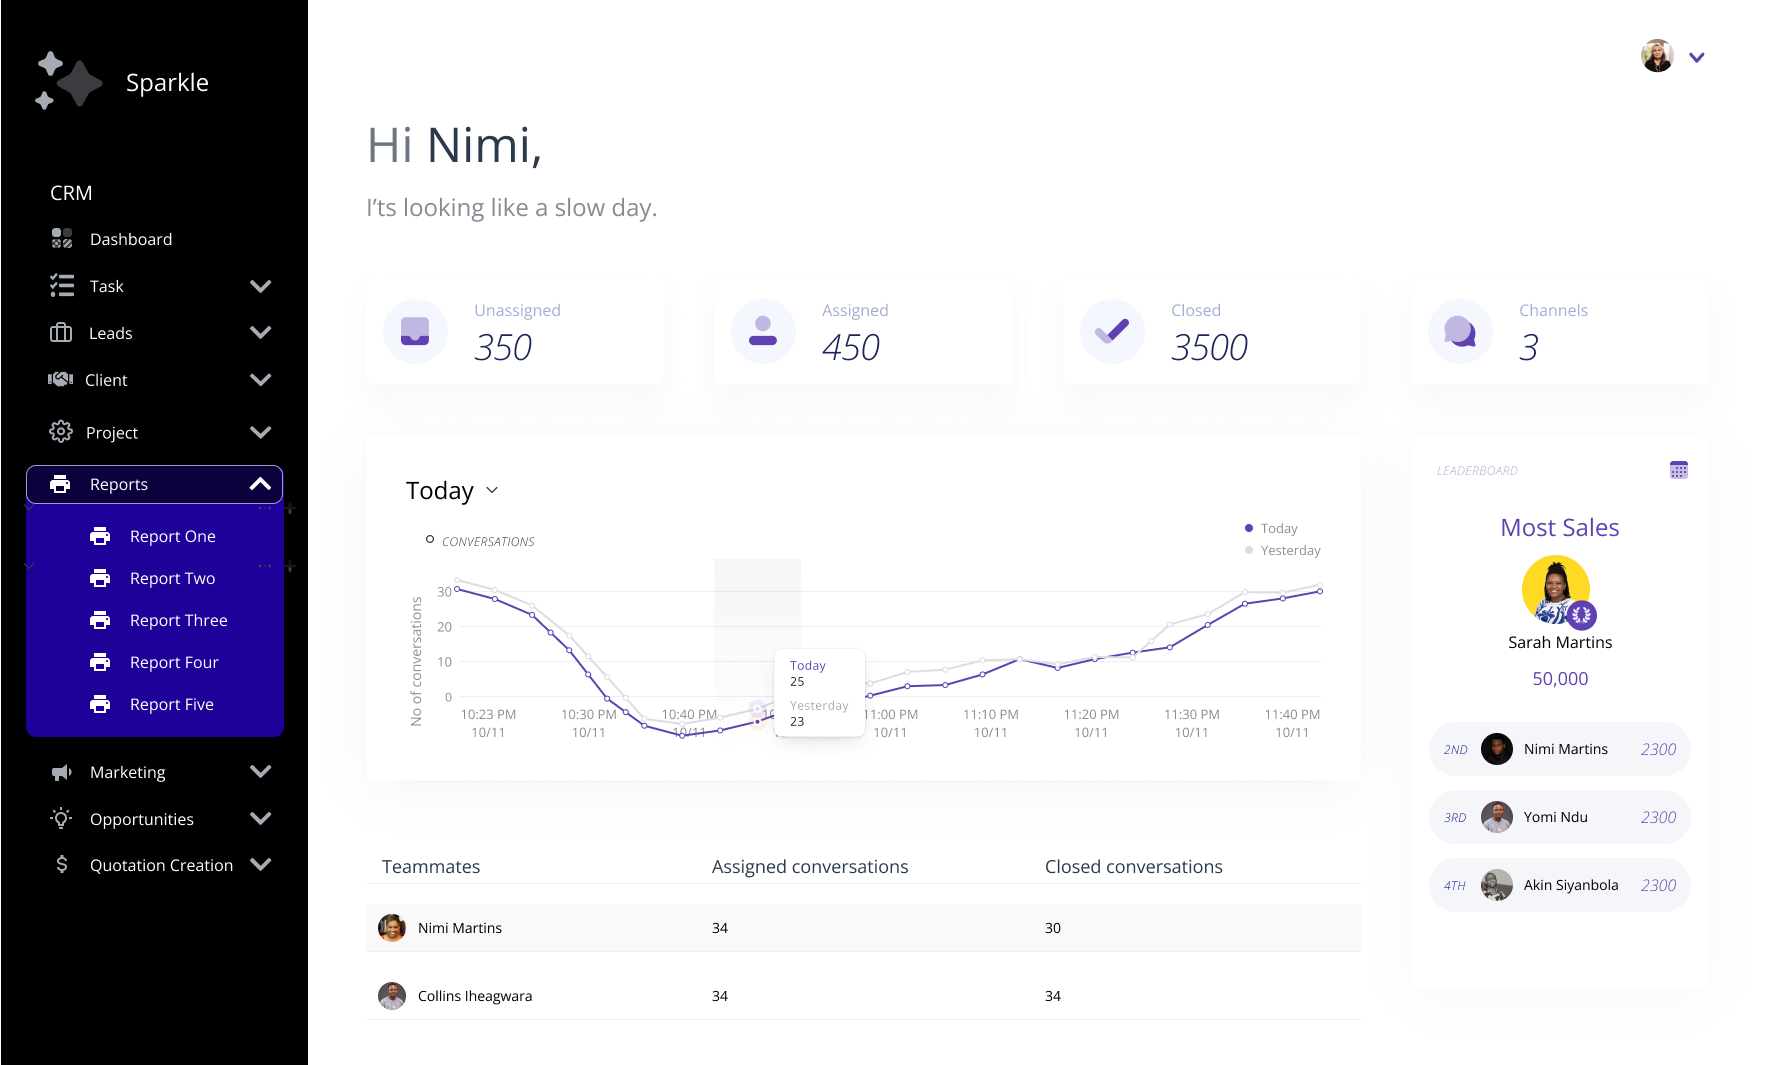 Sparkle
CRM
Dashboard
Task
Leads
Client
Project
Reports
Report One
Report Two
Report Three
Report Four
Report Five
Marketing
Opportunities
Quotation Creation
Hi Nimi,
I’ts looking like a slow day.
Unassigned
350
Assigned
450
Closed
3500
Channels
3
Today
CONVERSATIONS
Today
Yesterday
No of conversations
30
20
10
0
Today
25
Yesterday
23
10:23 PM
10/11
10:30 PM
10/11
10:40 PM
10/11
11:00 PM
10/11
11:10 PM
10/11
11:20 PM
10/11
11:30 PM
10/11
11:40 PM
10/11
LEADERBOARD
Most Sales
Sarah Martins
50,000
2ND Nimi Martins 2300
3RD Yomi Ndu 2300
4TH Akin Siyanbola 2300
Teammates Assigned conversations Closed conversations
Nimi Martins 34 30
Collins Iheagwara 34 34